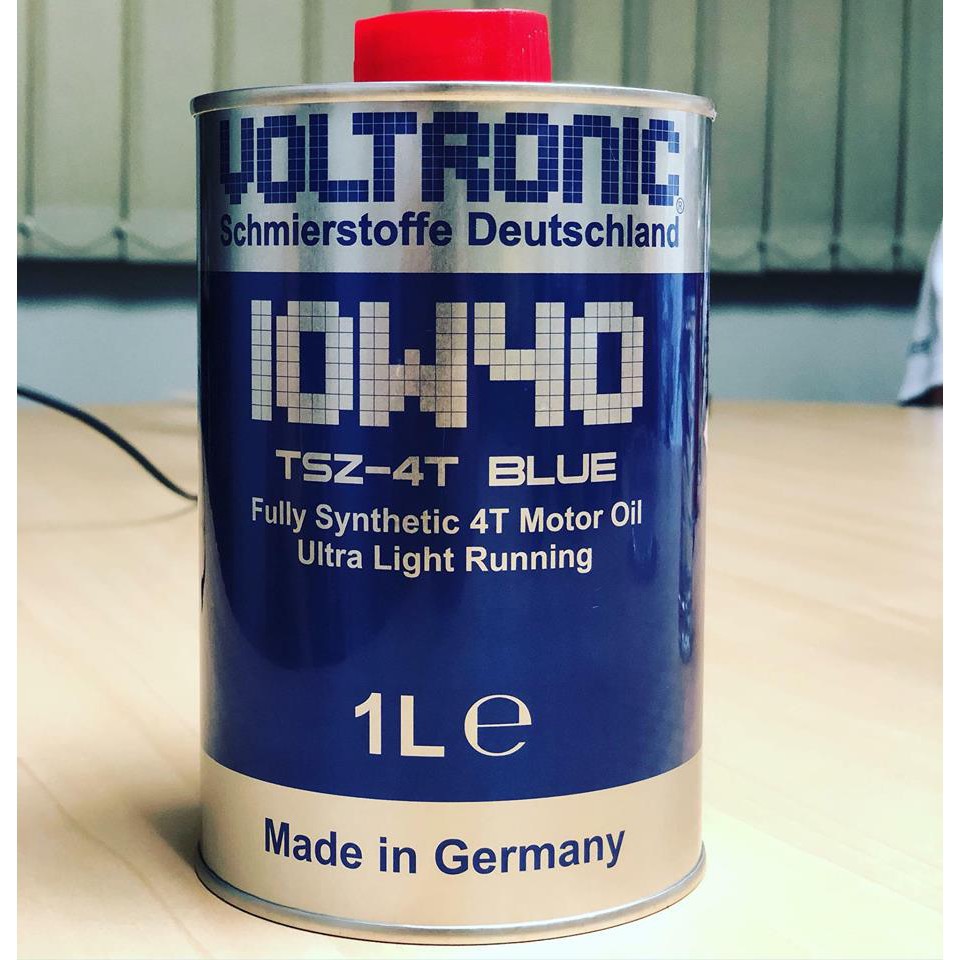 VOLTRONIC®
Schmierstoffe Deutschland
10W40
TSZ-4T BLUE
Fully Synthetic 4T Motor Oil
Ultra Light Running
1L ℮
Made in Germany